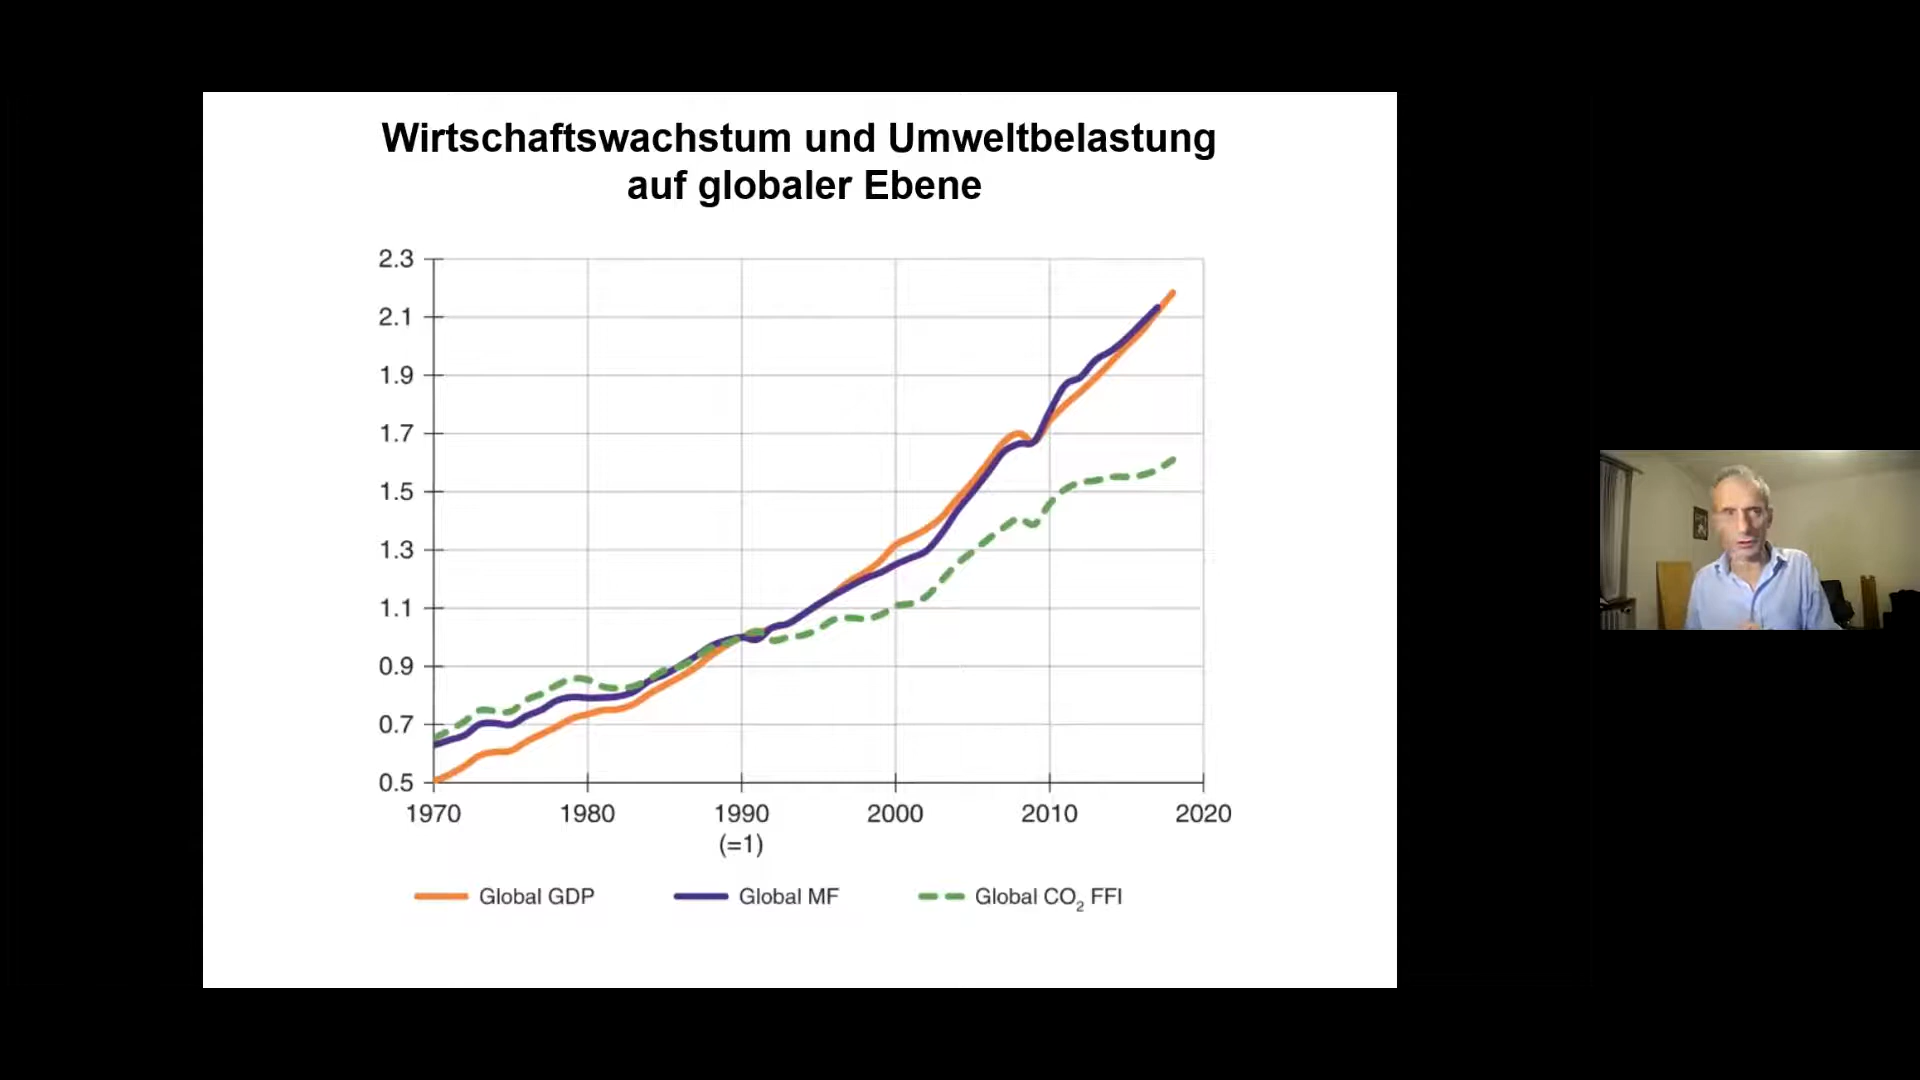 Wirtschaftswachstum und Umweltbelastung
auf globaler Ebene
2.3
2.1
1.9
1.7
1.5
1.3
1.1
0.9
0.7
0.5
1970 1980 1990 2000 2010 2020
(=1)
Global GDP Global MF Global CO₂ FFI